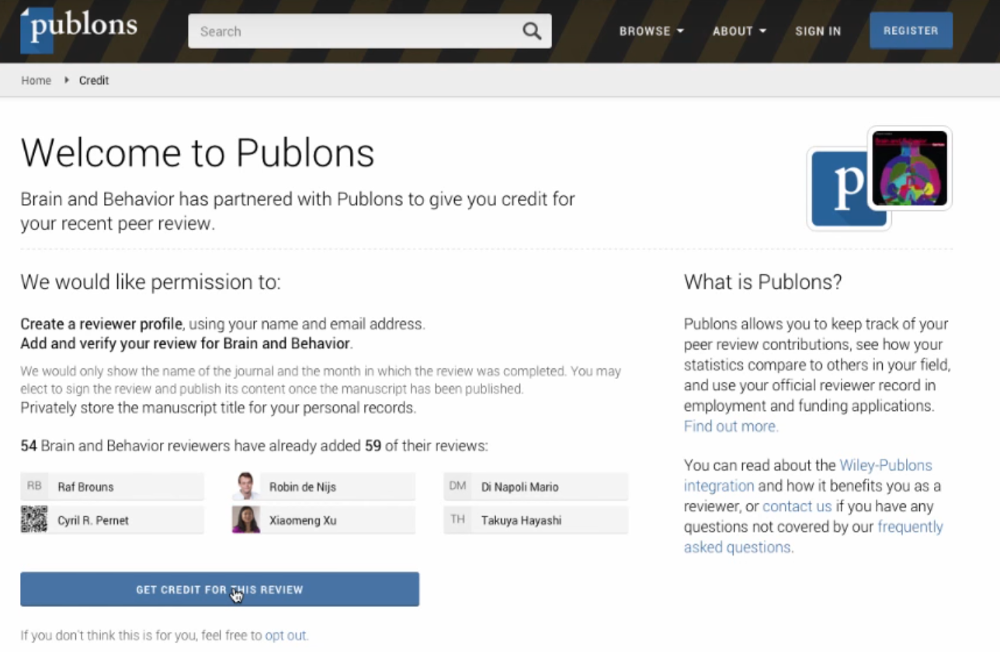 publons
Search
BROWSE
ABOUT
SIGN IN
REGISTER
Home
Credit
Welcome to Publons
Brain and Behavior has partnered with Publons to give you credit for
your recent peer review.
p
Brain and Behavior
We would like permission to:
Create a reviewer profile, using your name and email address.
Add and verify your review for Brain and Behavior.
We would only show the name of the journal and the month in which the review was completed. You may
elect to sign the review and publish its content once the manuscript has been published.
Privately store the manuscript title for your personal records.
54 Brain and Behavior reviewers have already added 59 of their reviews:
RB Raf Brouns
Robin de Nijs
DM Di Napoli Mario
Cyril R. Pernet
Xiaomeng Xu
TH Takuya Hayashi
GET CREDIT FOR THIS REVIEW
If you don't think this is for you, feel free to opt out.
What is Publons?
Publons allows you to keep track of your
peer review contributions, see how your
statistics compare to others in your field,
and use your official reviewer record in
employment and funding applications.
Find out more.
You can read about the Wiley-Publons
integration and how it benefits you as a
reviewer, or contact us if you have any
questions not covered by our frequently
asked questions.